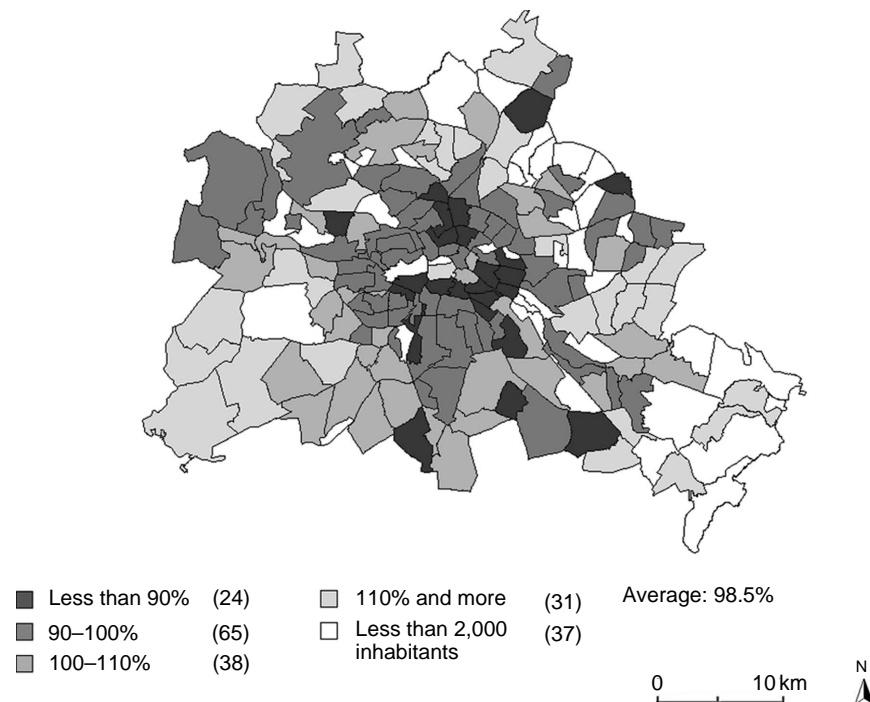 Less than 90% (24)
90–100% (65)
100–110% (38)
110% and more (31)
Less than 2,000 (37)
inhabitants
Average: 98.5%
0 10 km
N